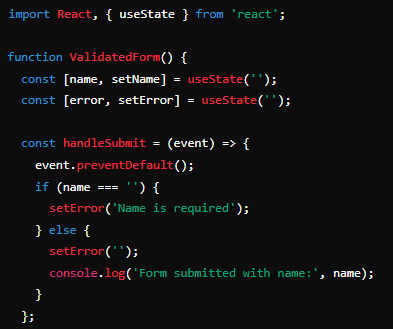 import React, { useState } from 'react';
function ValidatedForm() {
const [name, setName] = useState('');
const [error, setError] = useState('');
const handleSubmit = (event) => {
event.preventDefault();
if (name === '') {
setError('Name is required');
} else {
setError('');
console.log('Form submitted with name:', name);
}
};